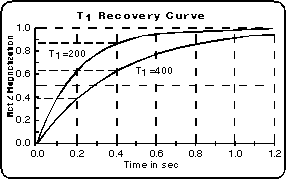 T1 Recovery Curve
Net Z Magnetization
1.0
0.8
0.6
0.4
0.2
0.0
T1=200
T1=400
0.0 0.2 0.4 0.6 0.8 1.0 1.2
Time in sec